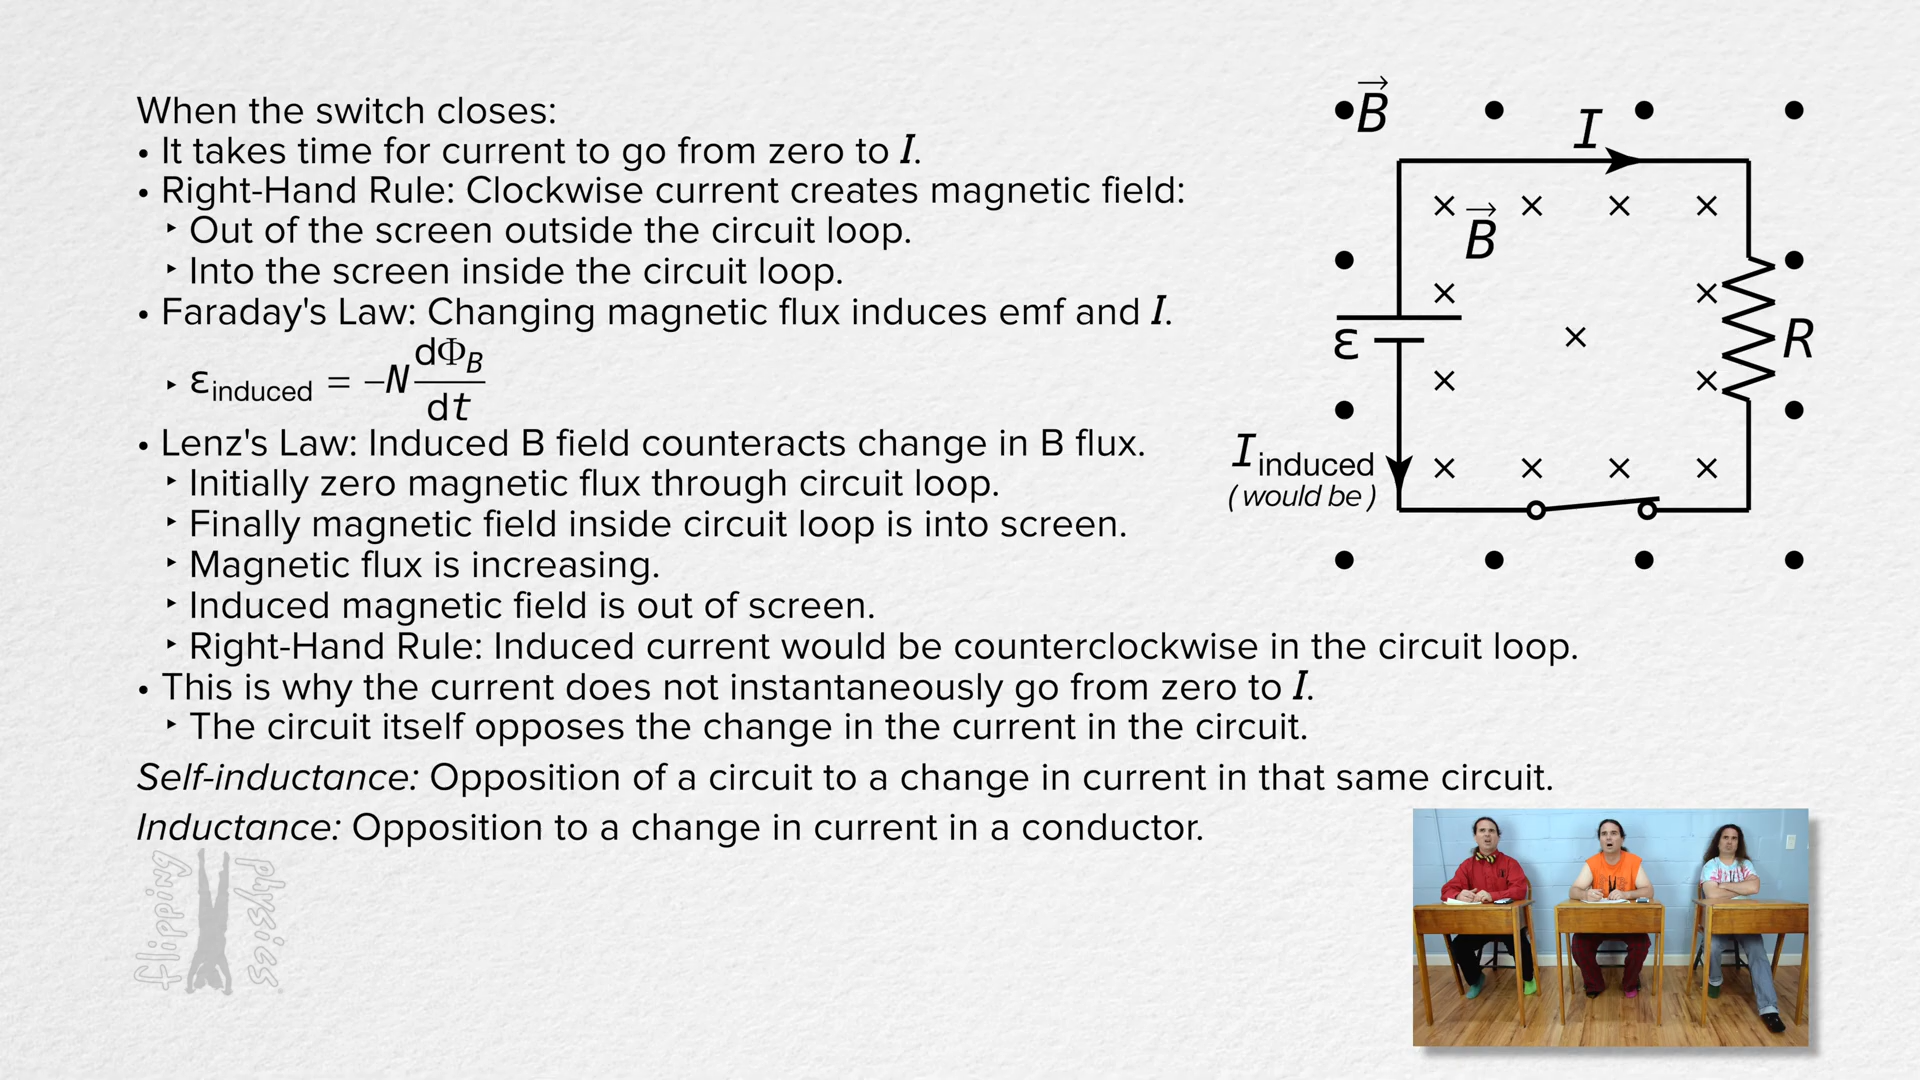 When the switch closes:
• It takes time for current to go from zero to I.
• Right-Hand Rule: Clockwise current creates magnetic field:
‣ Out of the screen outside the circuit loop.
‣ Into the screen inside the circuit loop.
• Faraday's Law: Changing magnetic flux induces emf and I.
‣ ε_induced = –N dΦ_B/dt
• Lenz's Law: Induced B field counteracts change in B flux.
‣ Initially zero magnetic flux through circuit loop.
‣ Finally magnetic field inside circuit loop is into screen.
‣ Magnetic flux is increasing.
‣ Induced magnetic field is out of screen.
‣ Right-Hand Rule: Induced current would be counterclockwise in the circuit loop.
• This is why the current does not instantaneously go from zero to I.
‣ The circuit itself opposes the change in the current in the circuit.
Self-inductance: Opposition of a circuit to a change in current in that same circuit.
Inductance: Opposition to a change in current in a conductor.
B⃗
I
B⃗
ε
R
I induced
(would be)
flipping
physics